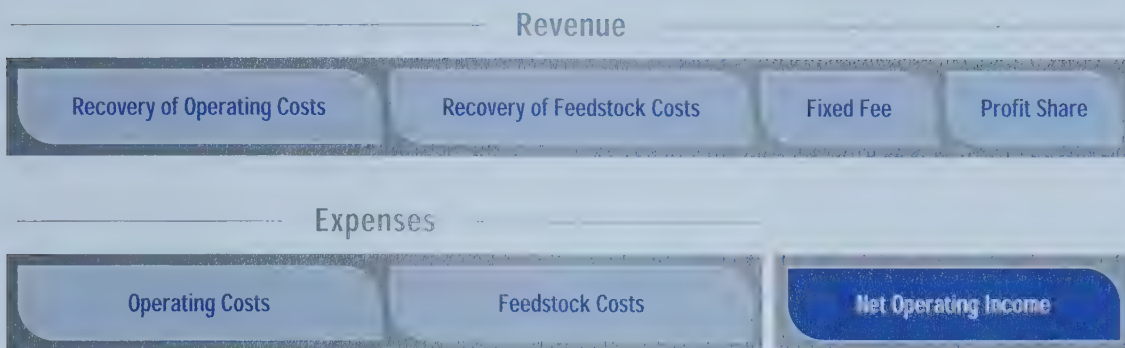 Revenue
Recovery of Operating Costs Recovery of Feedstock Costs Fixed Fee Profit Share
Expenses
Operating Costs Feedstock Costs Net Operating Income